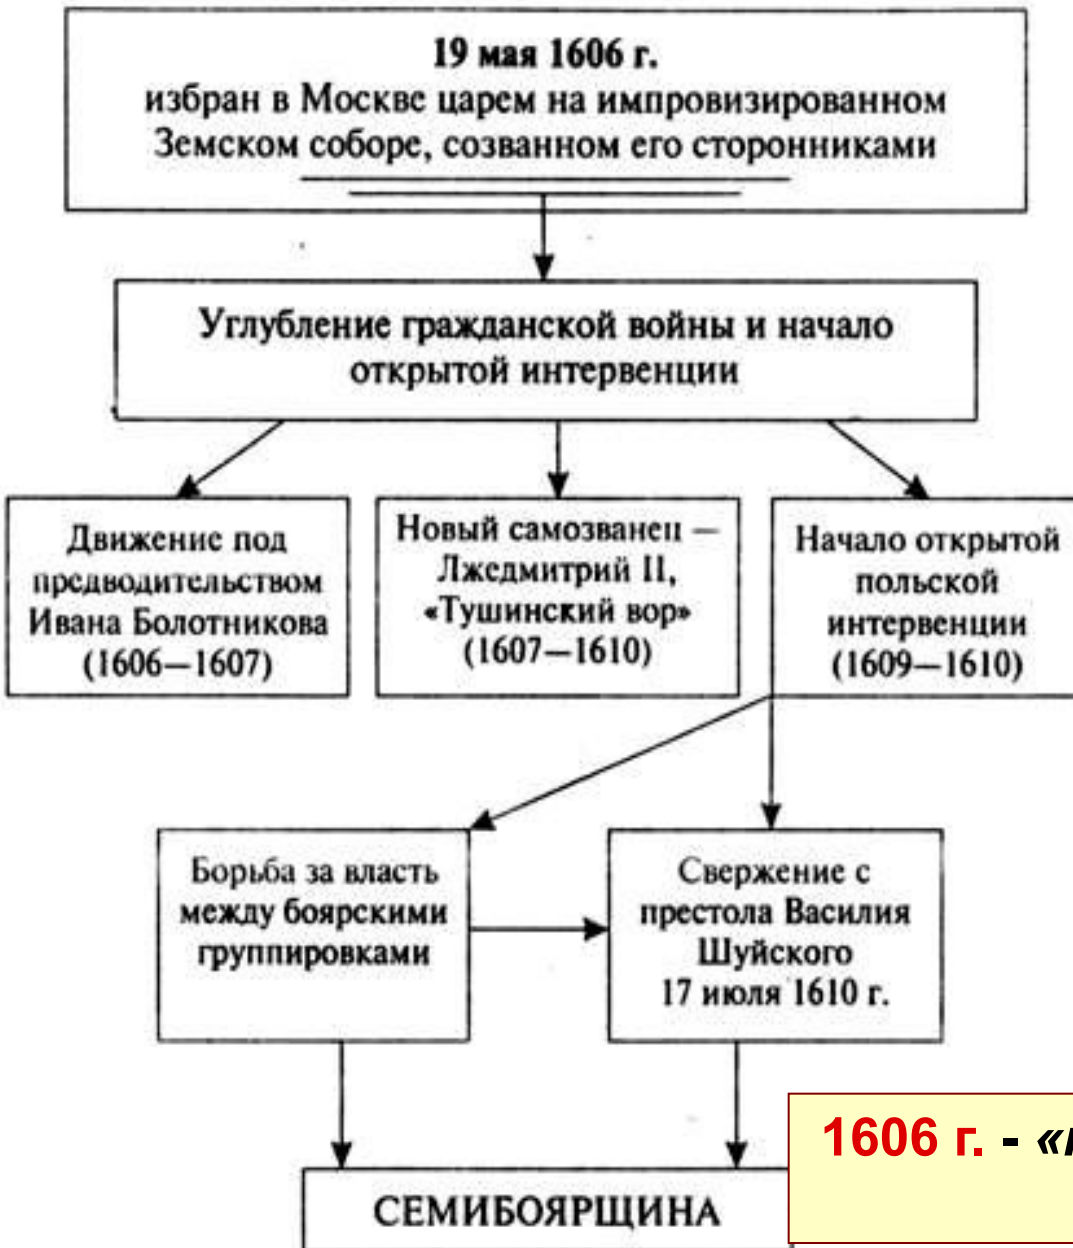 19 мая 1606 г.
избран в Москве царем на импровизированном
Земском соборе, созванном его сторонниками
Углубление гражданской войны и начало
открытой интервенции
Движение под
предводительством
Ивана Болотникова
(1606—1607)
Новый самозванец —
Лжедмитрий II,
«Тушинский вор»
(1607—1610)
Начало открытой
польской
интервенции
(1609—1610)
Борьба за власть
между боярскими
группировками
Свержение с
престола Василия
Шуйского
17 июля 1610 г.
1606 г. - «
СЕМИБОЯРЩИНА